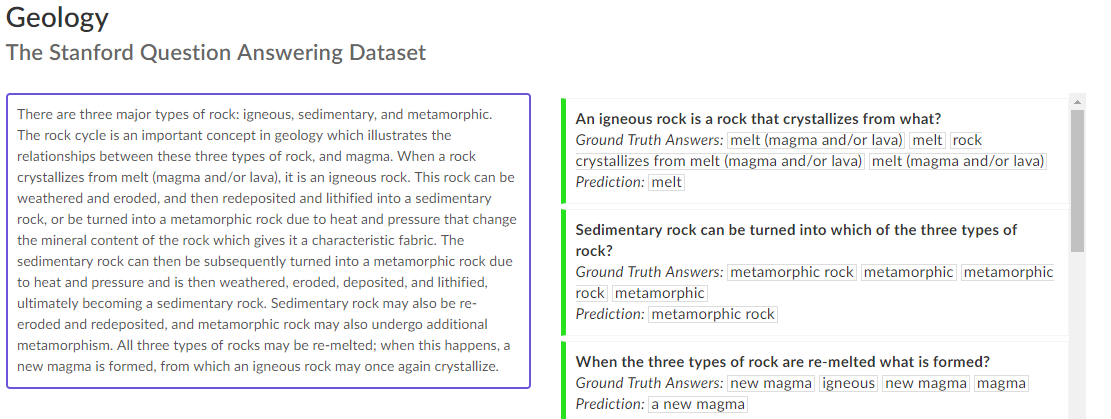 Geology
The Stanford Question Answering Dataset
There are three major types of rock: igneous, sedimentary, and metamorphic.
The rock cycle is an important concept in geology which illustrates the
relationships between these three types of rock, and magma. When a rock
crystallizes from melt (magma and/or lava), it is an igneous rock. This rock can be
weathered and eroded, and then redeposited and lithified into a sedimentary
rock, or be turned into a metamorphic rock due to heat and pressure that change
the mineral content of the rock which gives it a characteristic fabric. The
sedimentary rock can then be subsequently turned into a metamorphic rock due
to heat and pressure and is then weathered, eroded, deposited, and lithified,
ultimately becoming a sedimentary rock. Sedimentary rock may also be re-
eroded and redeposited, and metamorphic rock may also undergo additional
metamorphism. All three types of rocks may be re-melted; when this happens, a
new magma is formed, from which an igneous rock may once again crystallize.
An igneous rock is a rock that crystallizes from what?
Ground Truth Answers: melt (magma and/or lava) melt rock
crystallizes from melt (magma and/or lava) melt (magma and/or lava)
Prediction: melt
Sedimentary rock can be turned into which of the three types of
rock?
Ground Truth Answers: metamorphic rock metamorphic metamorphic
rock metamorphic
Prediction: metamorphic rock
When the three types of rock are re-melted what is formed?
Ground Truth Answers: new magma igneous new magma magma
Prediction: a new magma